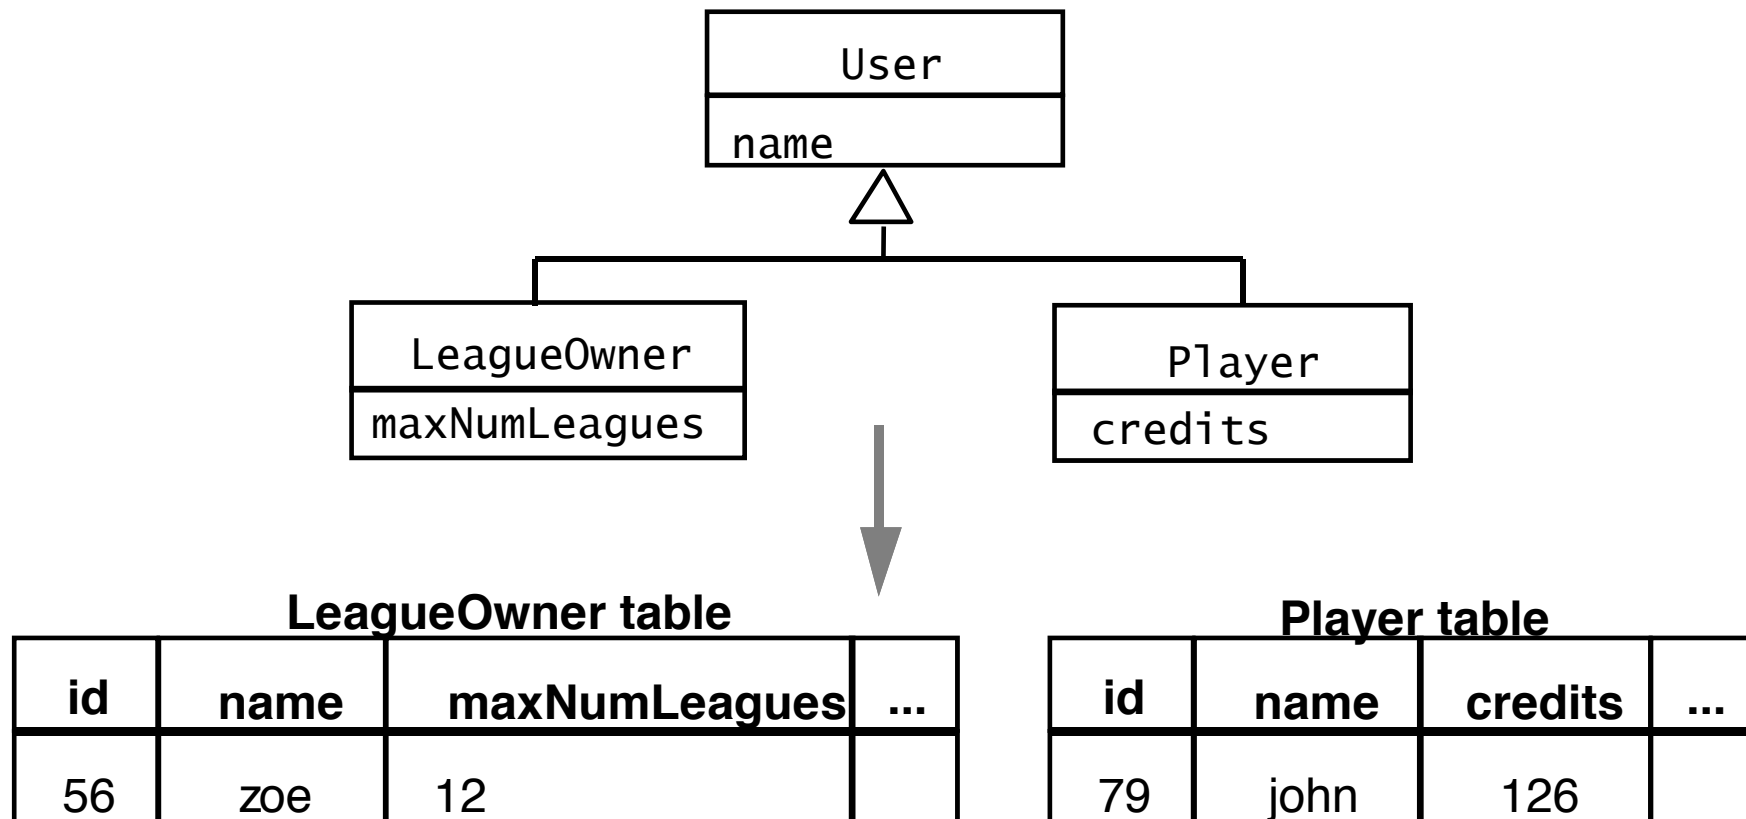 User
name
LeagueOwner
maxNumLeagues
Player
credits
LeagueOwner table
id name maxNumLeagues ...
56 zoe 12
Player table
id name credits ...
79 john 126